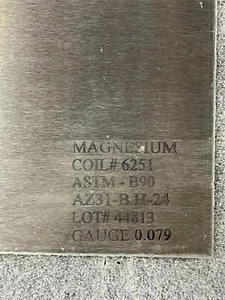 MAGNESIUM
COIL# 6251
ASTM - B90
AZ31-B H-24
LOT# 44813
GAUGE 0.079